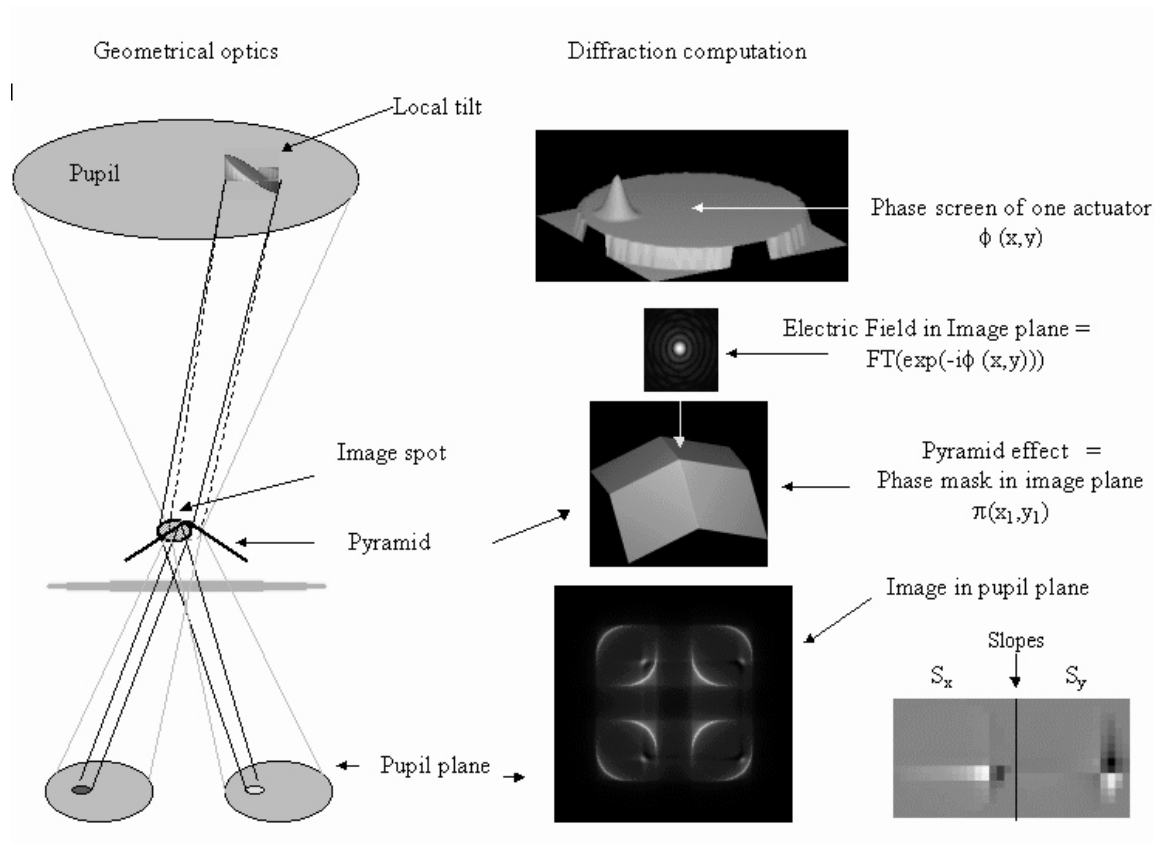 Geometrical optics
Diffraction computation
Local tilt
Pupil
Phase screen of one actuator
ϕ (x,y)
Electric Field in Image plane =
FT(exp(-iϕ (x,y)))
Image spot
Pyramid effect =
Phase mask in image plane
π(x₁,y₁)
Pyramid
Image in pupil plane
Slopes
Sₓ
Sᵧ
Pupil plane